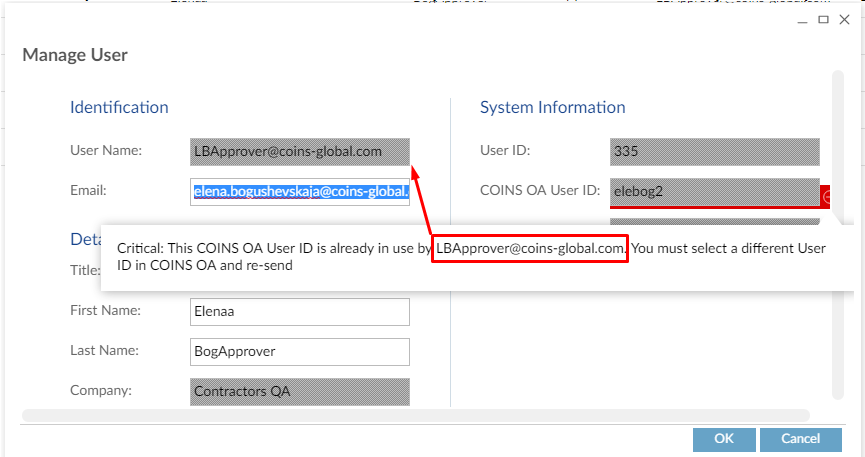 Manage User
Identification
User Name:
LBApprover@coins-global.com
Email:
elena.bogushevskaja@coins-global.
System Information
User ID:
335
COINS OA User ID:
elebog2
Critical: This COINS OA User ID is already in use by LBApprover@coins-global.com. You must select a different User
ID in COINS OA and re-send
Deta
Title:
First Name:
Elenaa
Last Name:
BogApprover
Company:
Contractors QA
OK
Cancel